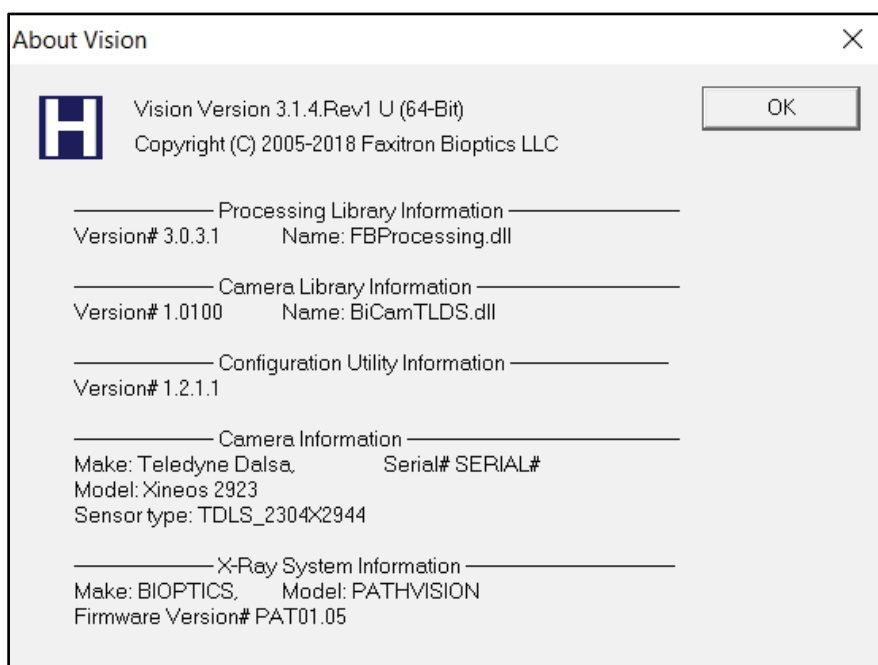 About Vision
H
Vision Version 3.1.4.Rev1 U (64-Bit)
OK
Copyright (C) 2005-2018 Faxitron Bioptics LLC
Processing Library Information
Version# 3.0.3.1 Name: FBProcessing.dll
Camera Library Information
Version# 1.0100 Name: BiCamTLDS.dll
Configuration Utility Information
Version# 1.2.1.1
Camera Information
Make: Teledyne Dalsa, Serial# SERIAL#
Model: Xineos 2923
Sensor type: TDLS_2304X2944
X-Ray System Information
Make: BIOPTICS, Model: PATHVISION
Firmware Version# PAT01.05